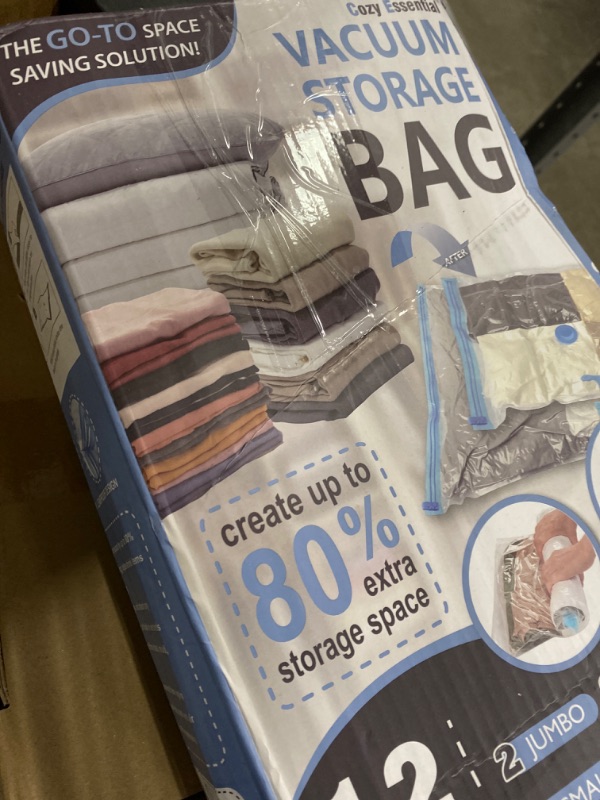 THE GO-TO SPACE
SAVING SOLUTION!
Cozy Essential
VACUUM
STORAGE
BAG
AFTER
create up to
80%
extra
storage space
12
2 JUMBO